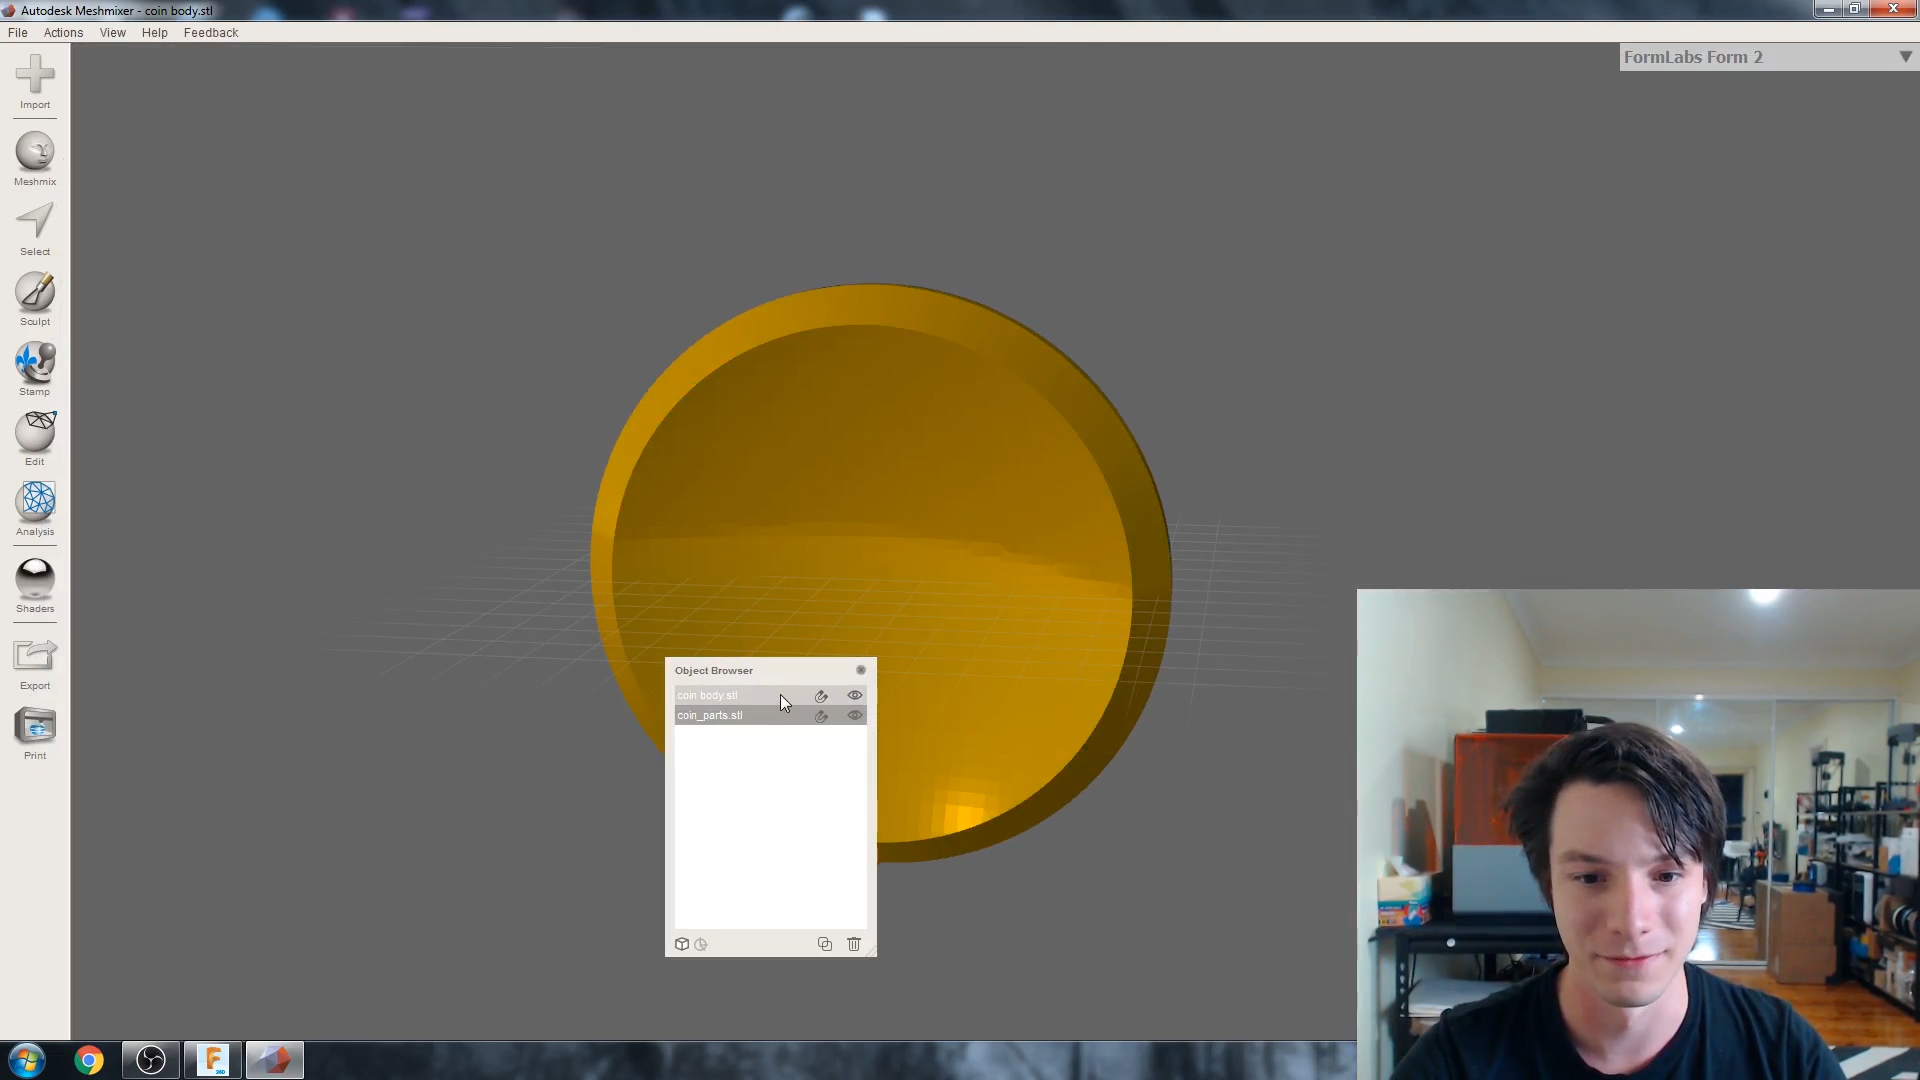 Autodesk Meshmixer - coin body.stl
File Actions View Help Feedback
FormLabs Form 2
Import
Meshmix
Select
Sculpt
Stamp
Edit
Analysis
Shaders
Export
Print
Object Browser
coin body.stl
coin_parts.stl
F
360